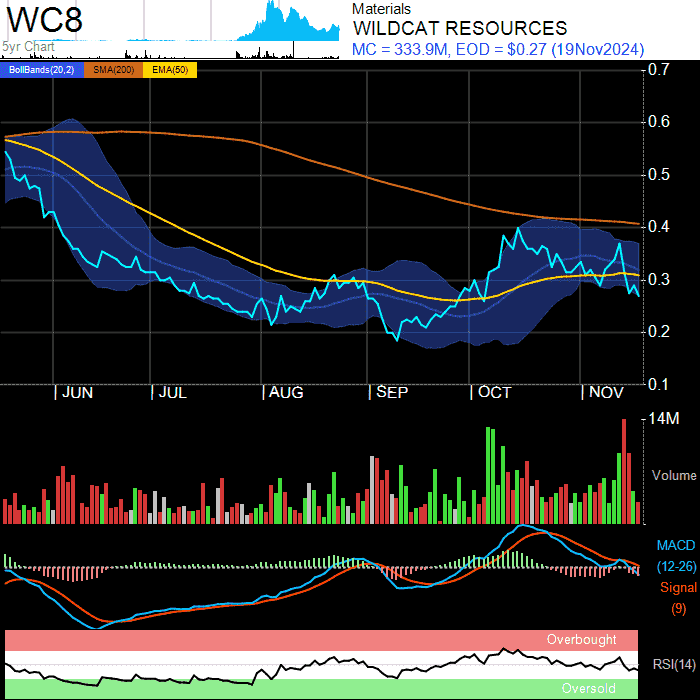 WC8
5yr Chart
Materials
WILDCAT RESOURCES
MC = 333.9M, EOD = $0.27 (19Nov2024)
BollBands(20,2) SMA(200) EMA(50)
0.7
0.6
0.5
0.4
0.3
0.2
0.1
JUN JUL AUG SEP OCT NOV
14M
Volume
MACD
(12-26)
Signal
(9)
Overbought
RSI(14)
Oversold